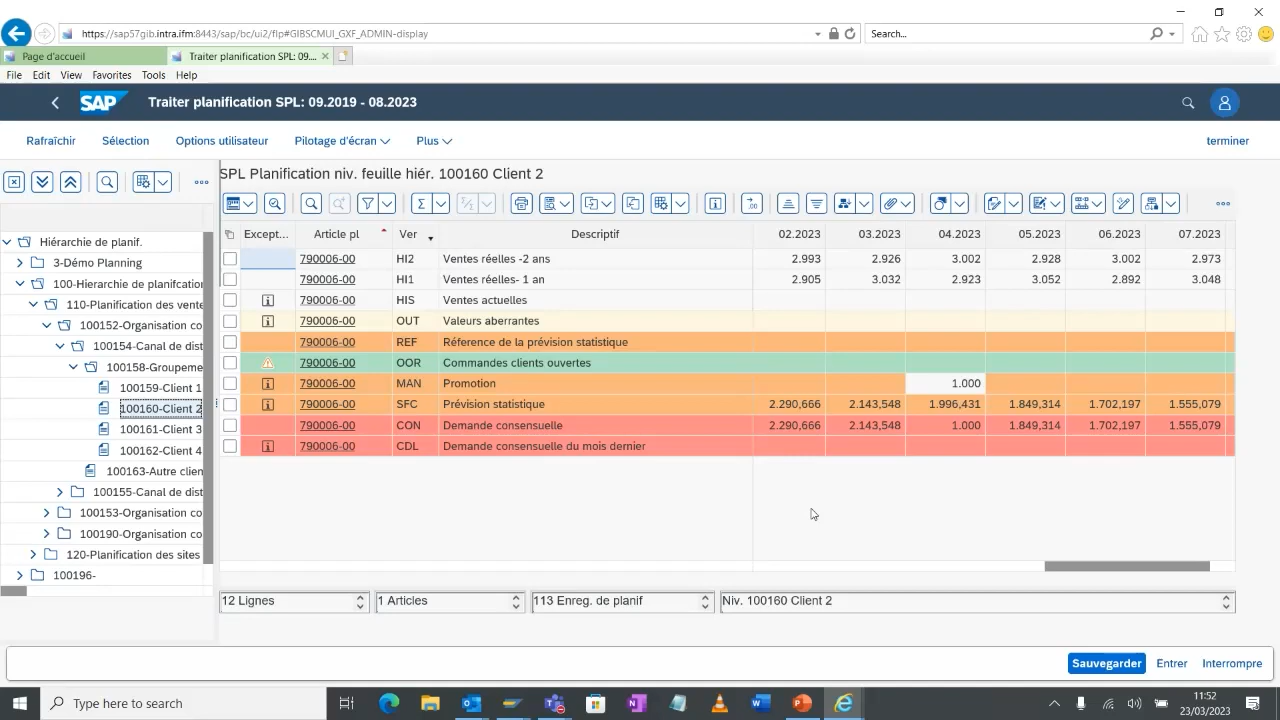 https://sap57gib.intra.ifm:8443/sap/bc/ui2/flp#GIBSCMUI_GXF_ADMIN-display
Search...
Page d'accueil
Traiter planification SPL: 09....
File Edit View Favorites Tools Help
SAP Traiter planification SPL: 09.2019 - 08.2023
Rafraîchir Sélection Options utilisateur Pilotage d'écran Plus terminer
SPL Planification niv. feuille hiér. 100160 Client 2
Except... Article pl Ver Descriptif 02.2023 03.2023 04.2023 05.2023 06.2023 07.2023
790006-00 HI2 Ventes réelles -2 ans 2.993 2.926 3.002 2.928 3.002 2.973
790006-00 HI1 Ventes réelles- 1 an 2.905 3.032 2.923 3.052 2.892 3.048
790006-00 HIS Ventes actuelles
790006-00 OUT Valeurs aberrantes
790006-00 REF Réference de la prévision statistique
790006-00 OOR Commandes clients ouvertes
790006-00 MAN Promotion 1.000
790006-00 SFC Prévision statistique 2.290,666 2.143,548 1.996,431 1.849,314 1.702,197 1.555,079
790006-00 CON Demande consensuelle 2.290,666 2.143,548 1.000 1.849,314 1.702,197 1.555,079
790006-00 CDL Demande consensuelle du mois dernier
Hiérarchie de planif.
3-Démo Planning
100-Hierarchie de planifcation
110-Planification des vente
100152-Organisation co
100154-Canal de dist
100158-Groupeme
100159-Client 1
100160-Client 2
100161-Client 3
100162-Client 4
100163-Autre clien
100155-Canal de dist
100153-Organisation co
100190-Organisation co
120-Planification des sites
100196-
12 Lignes
1 Articles
113 Enreg. de planif
Niv. 100160 Client 2
Sauvegarder Entrer Interrompre
Type here to search
11:52
23/03/2023